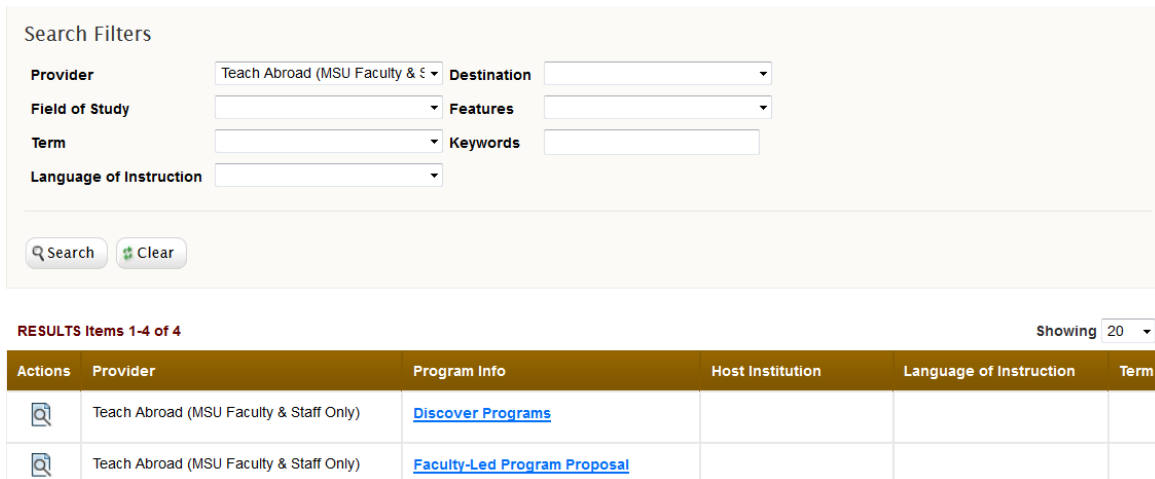 Search Filters
Provider Teach Abroad (MSU Faculty & Destination
Field of Study Features
Term Keywords
Language of Instruction
Search Clear
RESULTS Items 1-4 of 4 Showing 20
Actions Provider Program Info Host Institution Language of Instruction Term
Teach Abroad (MSU Faculty & Staff Only) Discover Programs
Teach Abroad (MSU Faculty & Staff Only) Faculty-Led Program Proposal